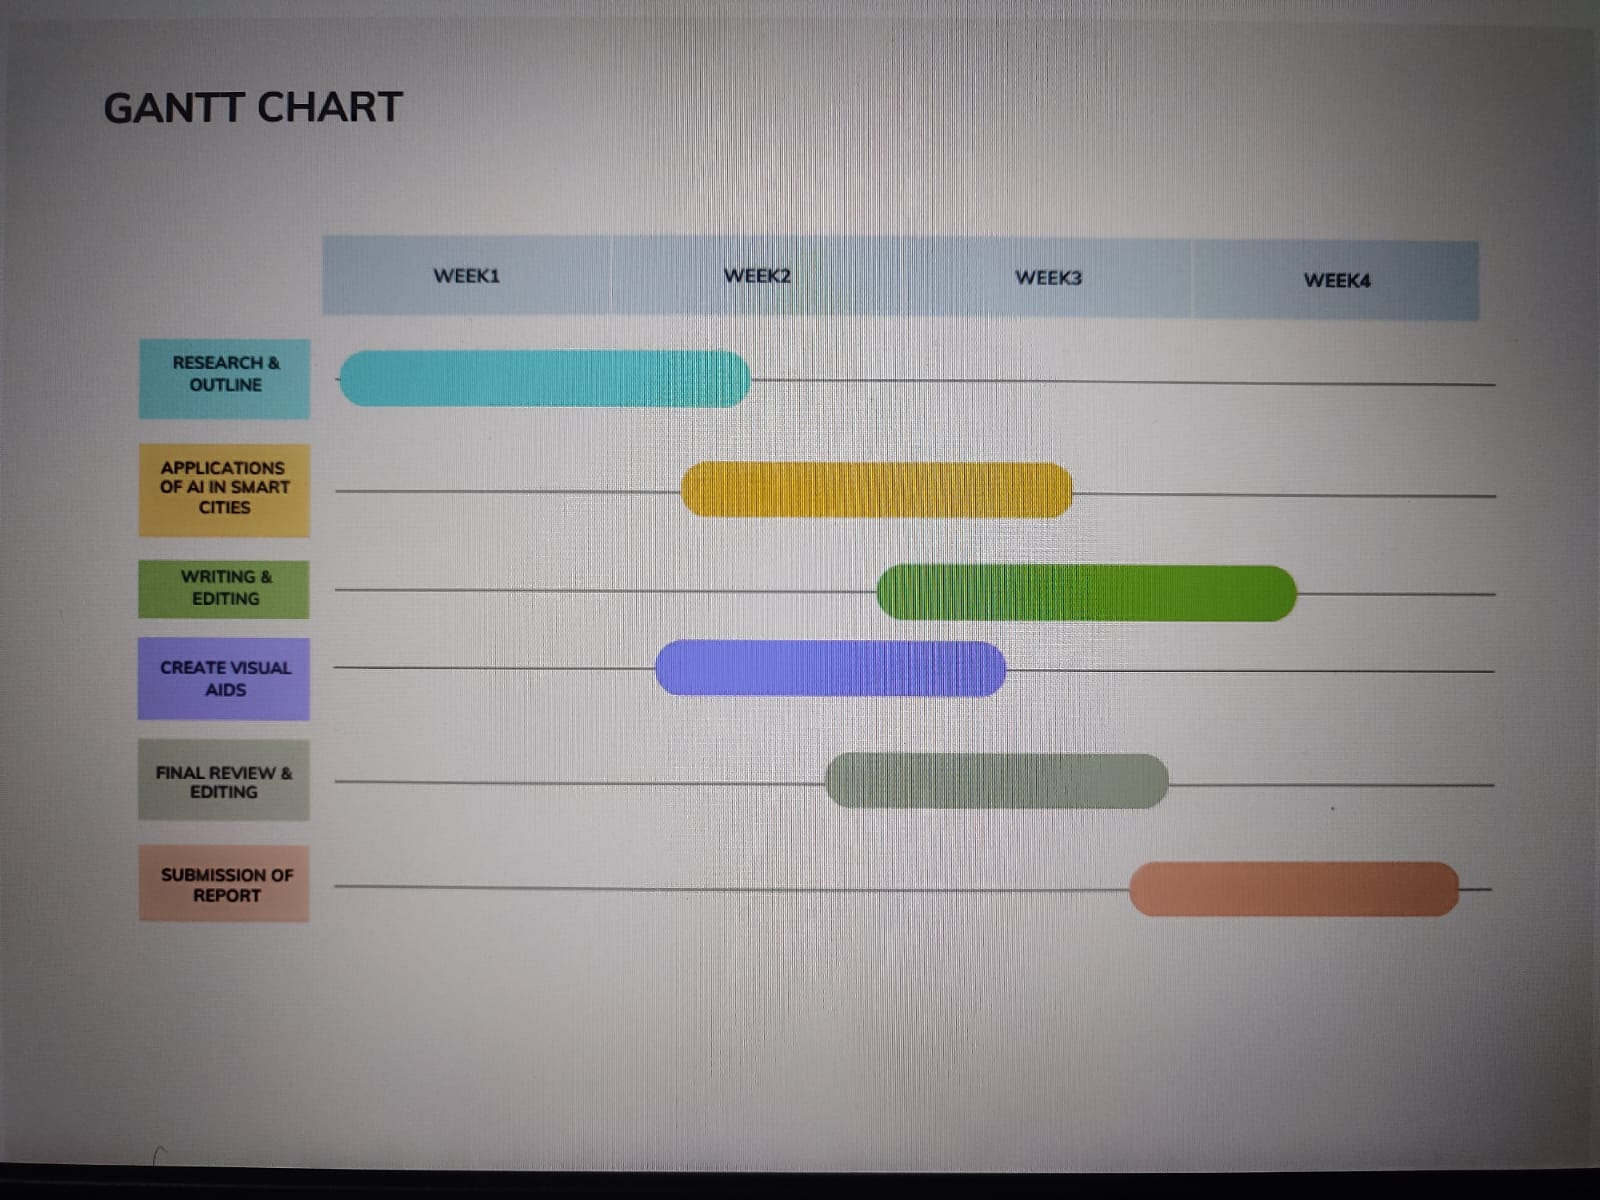 GANTT CHART
WEEK1 WEEK2 WEEK3 WEEK4
RESEARCH &
OUTLINE
APPLICATIONS
OF AI IN SMART
CITIES
WRITING &
EDITING
CREATE VISUAL
AIDS
FINAL REVIEW &
EDITING
SUBMISSION OF
REPORT